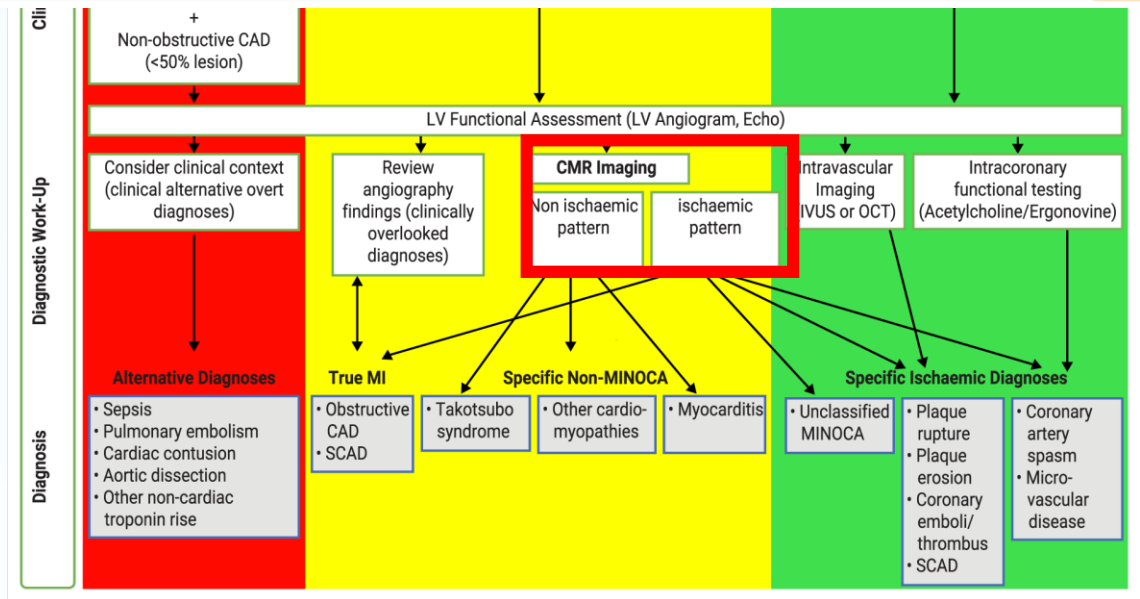 Cli
+
Non-obstructive CAD
(<50% lesion)
LV Functional Assessment (LV Angiogram, Echo)
Diagnostic Work-Up
Consider clinical context
(clinical alternative overt
diagnoses)
Review
angiography
findings (clinically
overlooked
diagnoses)
CMR Imaging
Non ischaemic
pattern
ischaemic
pattern
Intravascular
Imaging
IVUS or OCT)
Intracoronary
functional testing
(Acetylcholine/Ergonovine)
Diagnosis
Alternative Diagnoses
• Sepsis
• Pulmonary embolism
• Cardiac contusion
• Aortic dissection
• Other non-cardiac
troponin rise
True MI
• Obstructive
CAD
• SCAD
Specific Non-MINOCA
• Takotsubo
syndrome
• Other cardio-
myopathies
• Myocarditis
Specific Ischaemic Diagnoses
• Unclassified
MINOCA
• Plaque
rupture
• Plaque
erosion
• Coronary
emboli/
thrombus
• SCAD
• Coronary
artery
spasm
• Micro-
vascular
disease